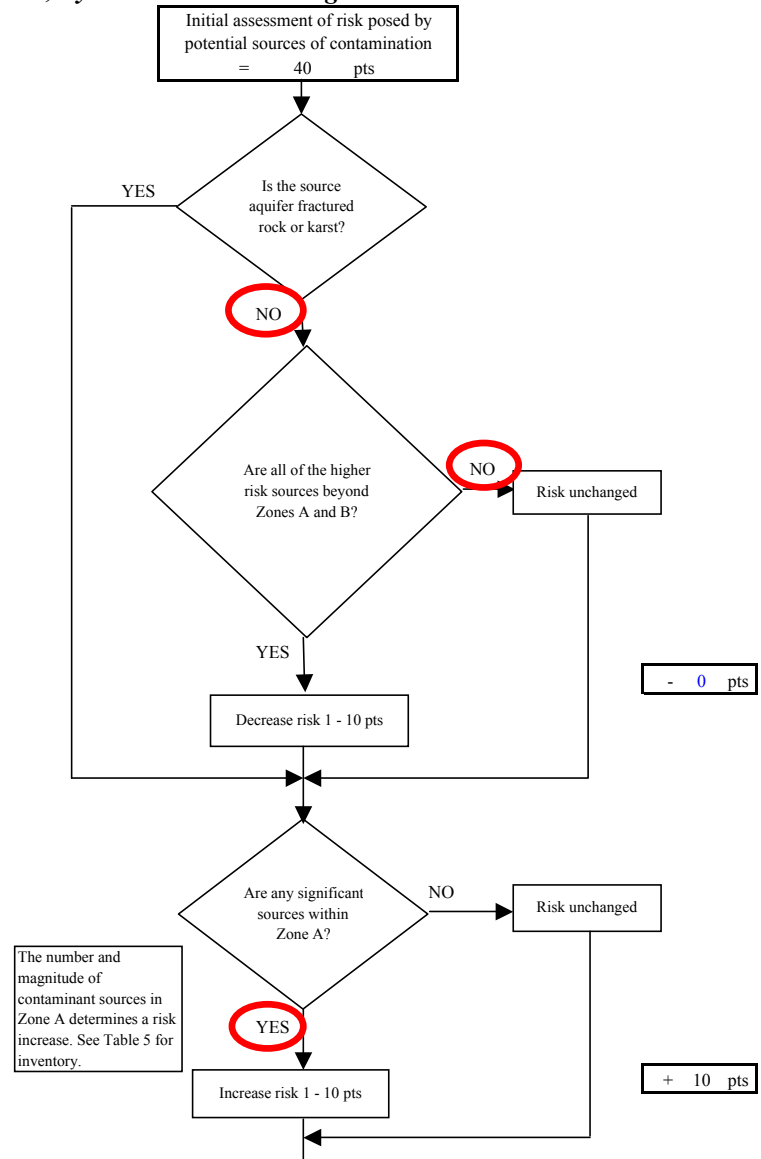 Initial assessment of risk posed by
potential sources of contamination
= 40 pts
YES
Is the source
aquifer fractured
rock or karst?
NO
Are all of the higher
risk sources beyond
Zones A and B?
NO
Risk unchanged
YES
- 0 pts
Decrease risk 1 - 10 pts
Are any significant
sources within
Zone A?
NO
Risk unchanged
The number and
magnitude of
contaminant sources in
Zone A determines a risk
increase. See Table 5 for
inventory.
YES
+ 10 pts
Increase risk 1 - 10 pts